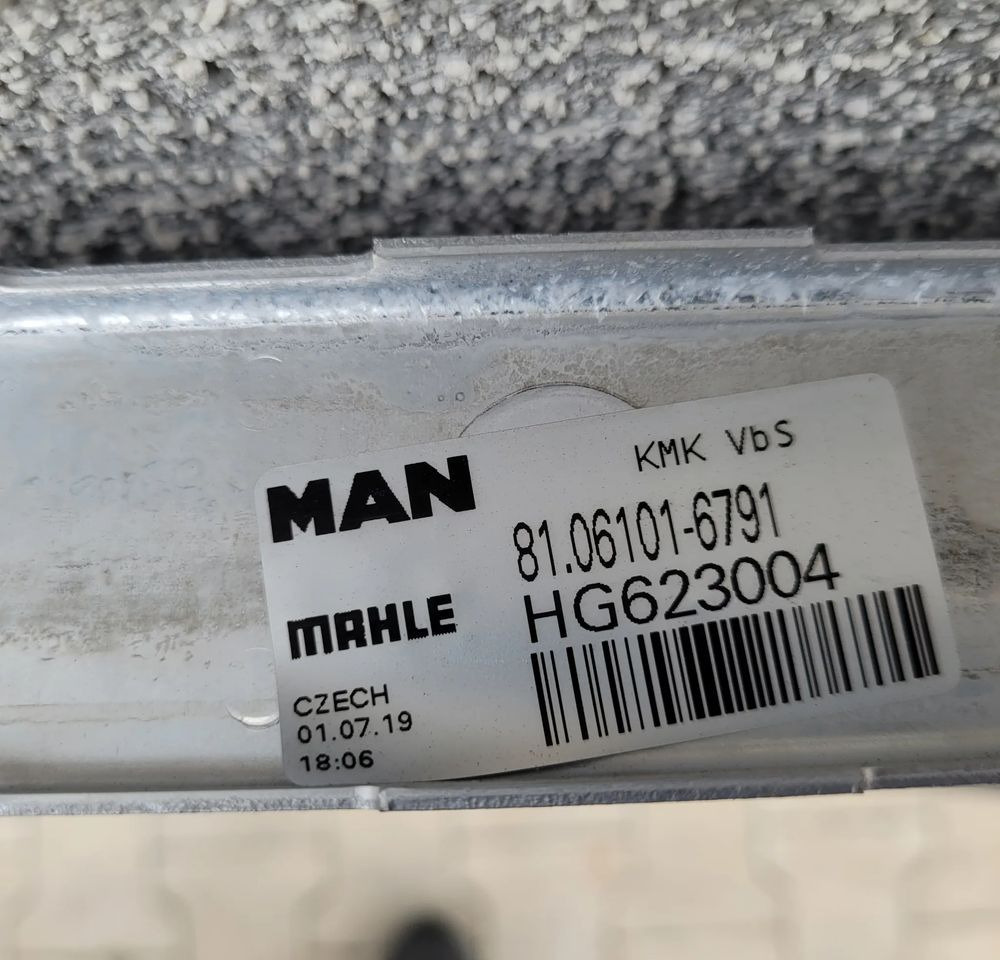 MAN
KMK VbS
81.06101-6791
HG623004
MAHLE
CZECH
01.07.19
18:06